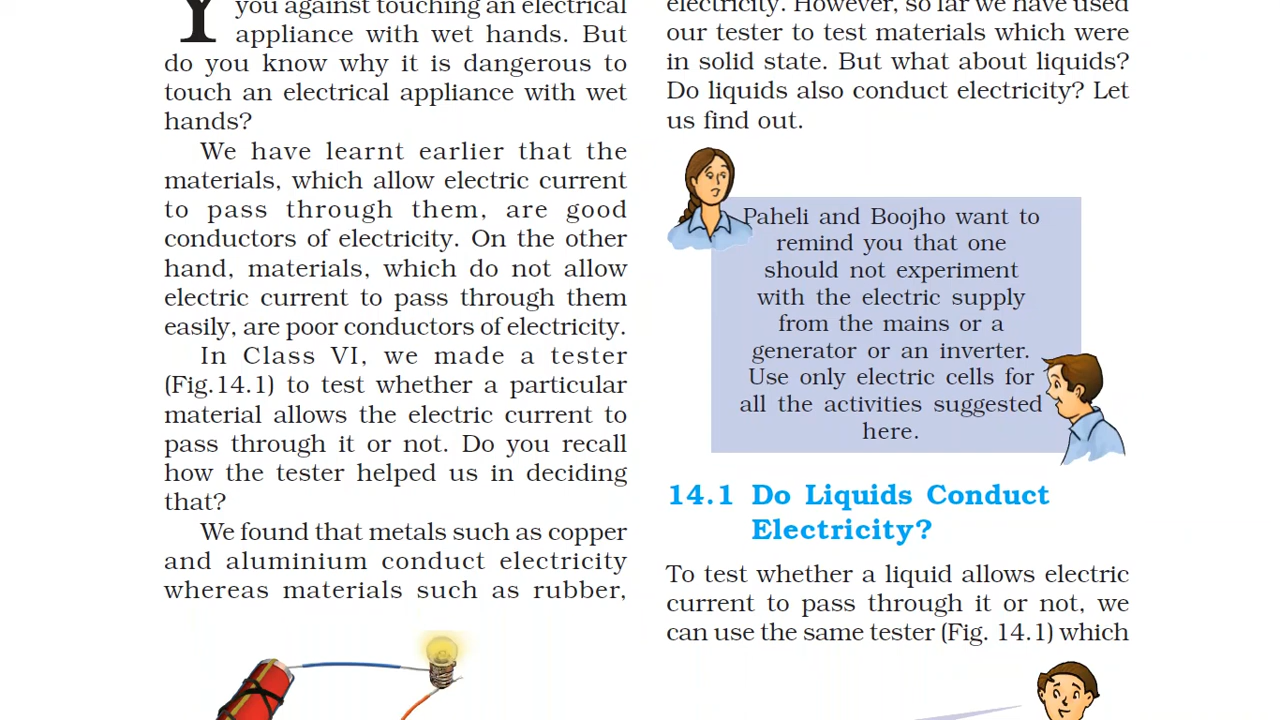 Y
you against touching an electrical
appliance with wet hands. But
do you know why it is dangerous to
touch an electrical appliance with wet
hands?
We have learnt earlier that the
materials, which allow electric current
to pass through them, are good
conductors of electricity. On the other
hand, materials, which do not allow
electric current to pass through them
easily, are poor conductors of electricity.
In Class VI, we made a tester
(Fig.14.1) to test whether a particular
material allows the electric current to
pass through it or not. Do you recall
how the tester helped us in deciding
that?
We found that metals such as copper
and aluminium conduct electricity
whereas materials such as rubber,
electricity. However, so far we have used
our tester to test materials which were
in solid state. But what about liquids?
Do liquids also conduct electricity? Let
us find out.
Paheli and Boojho want to
remind you that one
should not experiment
with the electric supply
from the mains or a
generator or an inverter.
Use only electric cells for
all the activities suggested
here.
14.1 Do Liquids Conduct
Electricity?
To test whether a liquid allows electric
current to pass through it or not, we
can use the same tester (Fig. 14.1) which